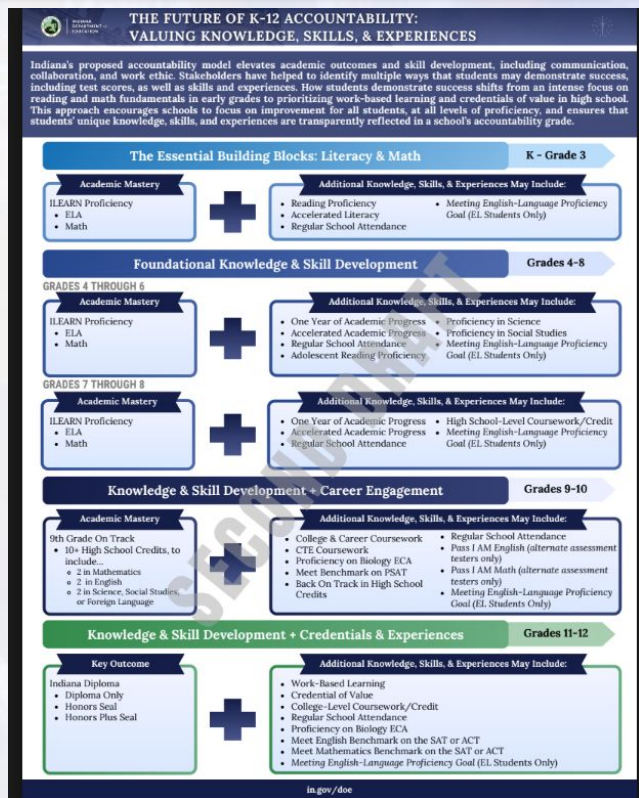 INDIANA
DEPARTMENT of
EDUCATION
THE FUTURE OF K-12 ACCOUNTABILITY:
VALUING KNOWLEDGE, SKILLS, & EXPERIENCES
Indiana's proposed accountability model elevates academic outcomes and skill development, including communication,
collaboration, and work ethic. Stakeholders have helped to identify multiple ways that students may demonstrate success,
including test scores, as well as skills and experiences. How students demonstrate success shifts from an intense focus on
reading and math fundamentals in early grades to prioritizing work-based learning and credentials of value in high school.
This approach encourages schools to focus on improvement for all students, at all levels of proficiency, and ensures that
students' unique knowledge, skills, and experiences are transparently reflected in a school's accountability grade.
The Essential Building Blocks: Literacy & Math
K - Grade 3
Academic Mastery
ILEARN Proficiency
• ELA
• Math
Additional Knowledge, Skills, & Experiences May Include:
• Reading Proficiency
• Accelerated Literacy
• Regular School Attendance
• Meeting English-Language Proficiency
Goal (EL Students Only)
Foundational Knowledge & Skill Development
Grades 4-8
GRADES 4 THROUGH 6
Academic Mastery
ILEARN Proficiency
• ELA
• Math
Additional Knowledge, Skills, & Experiences May Include:
• One Year of Academic Progress
• Accelerated Academic Progress
• Regular School Attendance
• Adolescent Reading Proficiency
• Proficiency in Science
• Proficiency in Social Studies
• Meeting English-Language Proficiency
Goal (EL Students Only)
GRADES 7 THROUGH 8
Academic Mastery
ILEARN Proficiency
• ELA
• Math
Additional Knowledge, Skills, & Experiences May Include:
• One Year of Academic Progress
• Accelerated Academic Progress
• Regular School Attendance
• High School-Level Coursework/Credit
• Meeting English-Language Proficiency
Goal (EL Students Only)
Knowledge & Skill Development + Career Engagement
Grades 9-10
Academic Mastery
9th Grade On Track
• 10+ High School Credits, to
include...
○ 2 in Mathematics
○ 2 in English
○ 2 in Science, Social Studies,
or Foreign Language
Additional Knowledge, Skills, & Experiences May Include:
• College & Career Coursework
• CTE Coursework
• Proficiency on Biology ECA
• Meet Benchmark on PSAT
• Back On Track in High School
Credits
• Regular School Attendance
• Pass I AM English (alternate assessment
testers only)
• Pass I AM Math (alternate assessment
testers only)
• Meeting English-Language Proficiency
Goal (EL Students Only)
Knowledge & Skill Development + Credentials & Experiences
Grades 11-12
Key Outcome
Indiana Diploma
• Diploma Only
• Honors Seal
• Honors Plus Seal
Additional Knowledge, Skills, & Experiences May Include:
• Work-Based Learning
• Credential of Value
• College-Level Coursework/Credit
• Regular School Attendance
• Proficiency on Biology ECA
• Meet English Benchmark on the SAT or ACT
• Meet Mathematics Benchmark on the SAT or ACT
• Meeting English-Language Proficiency Goal (EL Students Only)
SECOND DRAFT
in.gov/doe